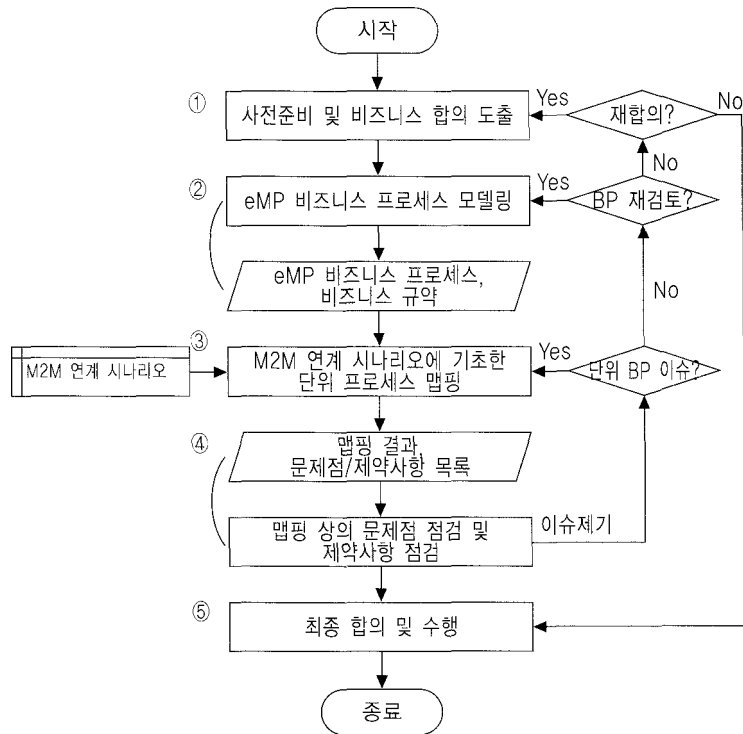 시작
①
사전준비 및 비즈니스 합의 도출
Yes
재합의?
No
No
②
eMP 비즈니스 프로세스 모델링
Yes
BP 재검토?
eMP 비즈니스 프로세스,
비즈니스 규약
No
③
M2M 연계 시나리오
M2M 연계 시나리오에 기초한
단위 프로세스 맵핑
Yes
단위 BP 이슈?
④
맵핑 결과,
문제점/제약사항 목록
맵핑 상의 문제점 점검 및
제약사항 점검
이슈제기
⑤
최종 합의 및 수행
종료